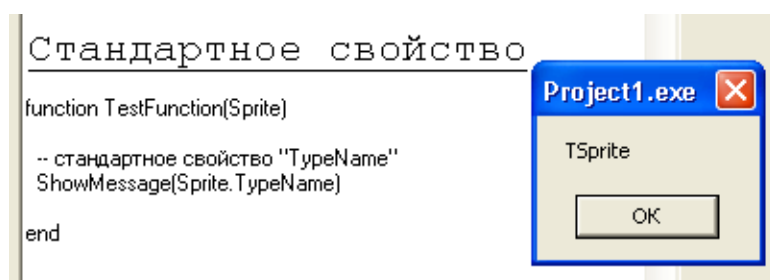 Стандартное свойство
function TestFunction(Sprite)
-- стандартное свойство "TypeName"
ShowMessage(Sprite.TypeName)
end
Project1.exe
TSprite
OK